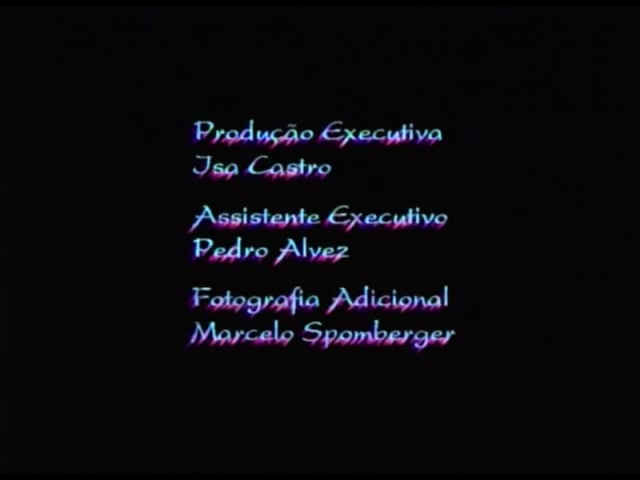 Produção Executiva
Isa Castro
Assistente Executivo
Pedro Alvez
Fotografia Adicional
Marcelo Spomberger